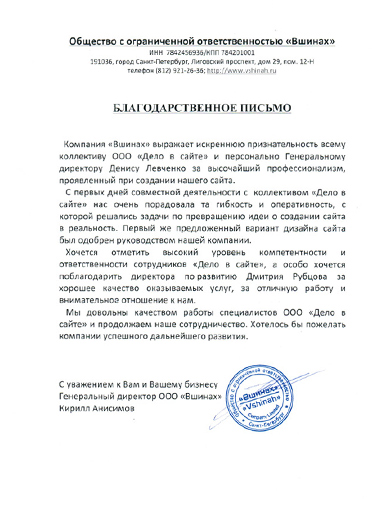 Общество с ограниченной ответственностью «Вшинах»
ИНН 7842436936/КПП 784201001
191036, город Санкт-Петербург, Лиговский проспект, дом 29, пом. 12-Н
телефон (812) 921-26-36; http://www.vshinah.ru
БЛАГОДАРСТВЕННОЕ ПИСЬМО
Компания «Вшинах» выражает искреннюю признательность всему
коллективу ООО «Дело в сайте» и персонально Генеральному
директору Денису Левченко за высочайший профессионализм,
проявленный при создании нашего сайта.
С первых дней совместной деятельности с коллективом «Дело в
сайте» нас очень порадовала та гибкость и оперативность, с
которой решались задачи по превращению идеи о создании сайта
в реальность. Первый же предложенный вариант дизайна сайта
был одобрен руководством нашей компании.
Хочется отметить высокий уровень компетентности и
ответственности сотрудников «Дело в сайте», а особо хочется
поблагодарить директора по развитию Дмитрия Рубцова за
хорошее качество оказываемых услуг, за отличную работу и
внимательное отношение к нам.
Мы довольны качеством работы специалистов ООО «Дело в
сайте» и продолжаем наше сотрудничество. Хотелось бы пожелать
компании успешного дальнейшего развития.
С уважением к Вам и Вашему бизнесу
Генеральный директор ООО «Вшинах»
Кирилл Анисимов
Общество с ограниченной ответственностью
«Вшинах»
«Vshinah»
Company Limited
Санкт-Петербург